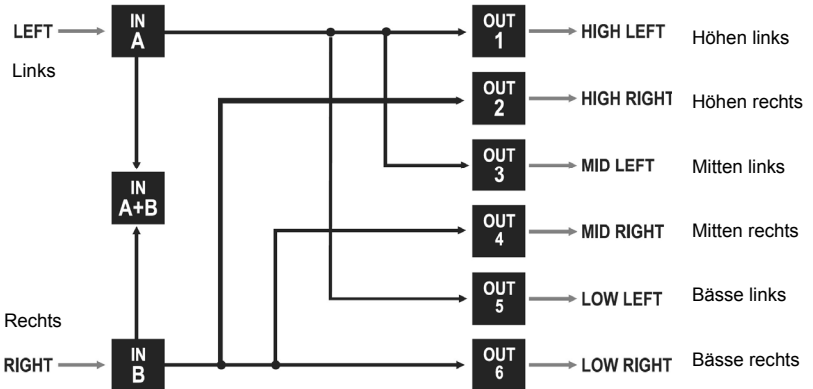 LEFT
Links
IN
A
OUT
1
HIGH LEFT
Höhen links
OUT
2
HIGH RIGHT
Höhen rechts
OUT
3
MID LEFT
Mitten links
IN
A+B
OUT
4
MID RIGHT
Mitten rechts
OUT
5
LOW LEFT
Bässe links
Rechts
RIGHT
IN
B
OUT
6
LOW RIGHT
Bässe rechts